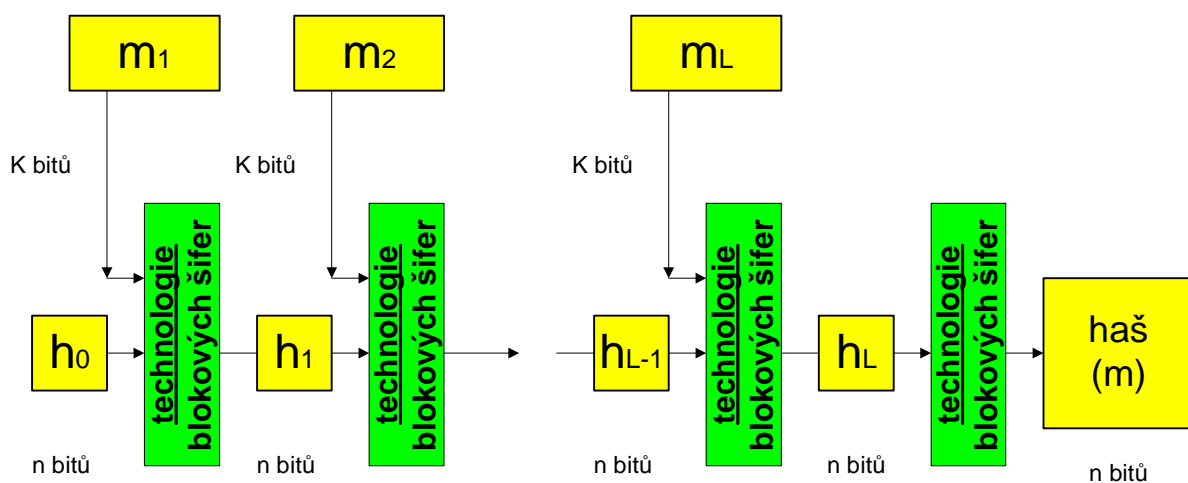 m1
m2
mL
K bitů
K bitů
K bitů
technologie
blokových šifer
technologie
blokových šifer
technologie
blokových šifer
technologie
blokových šifer
h0
h1
hL-1
hL
haš
(m)
n bitů
n bitů
n bitů
n bitů
n bitů